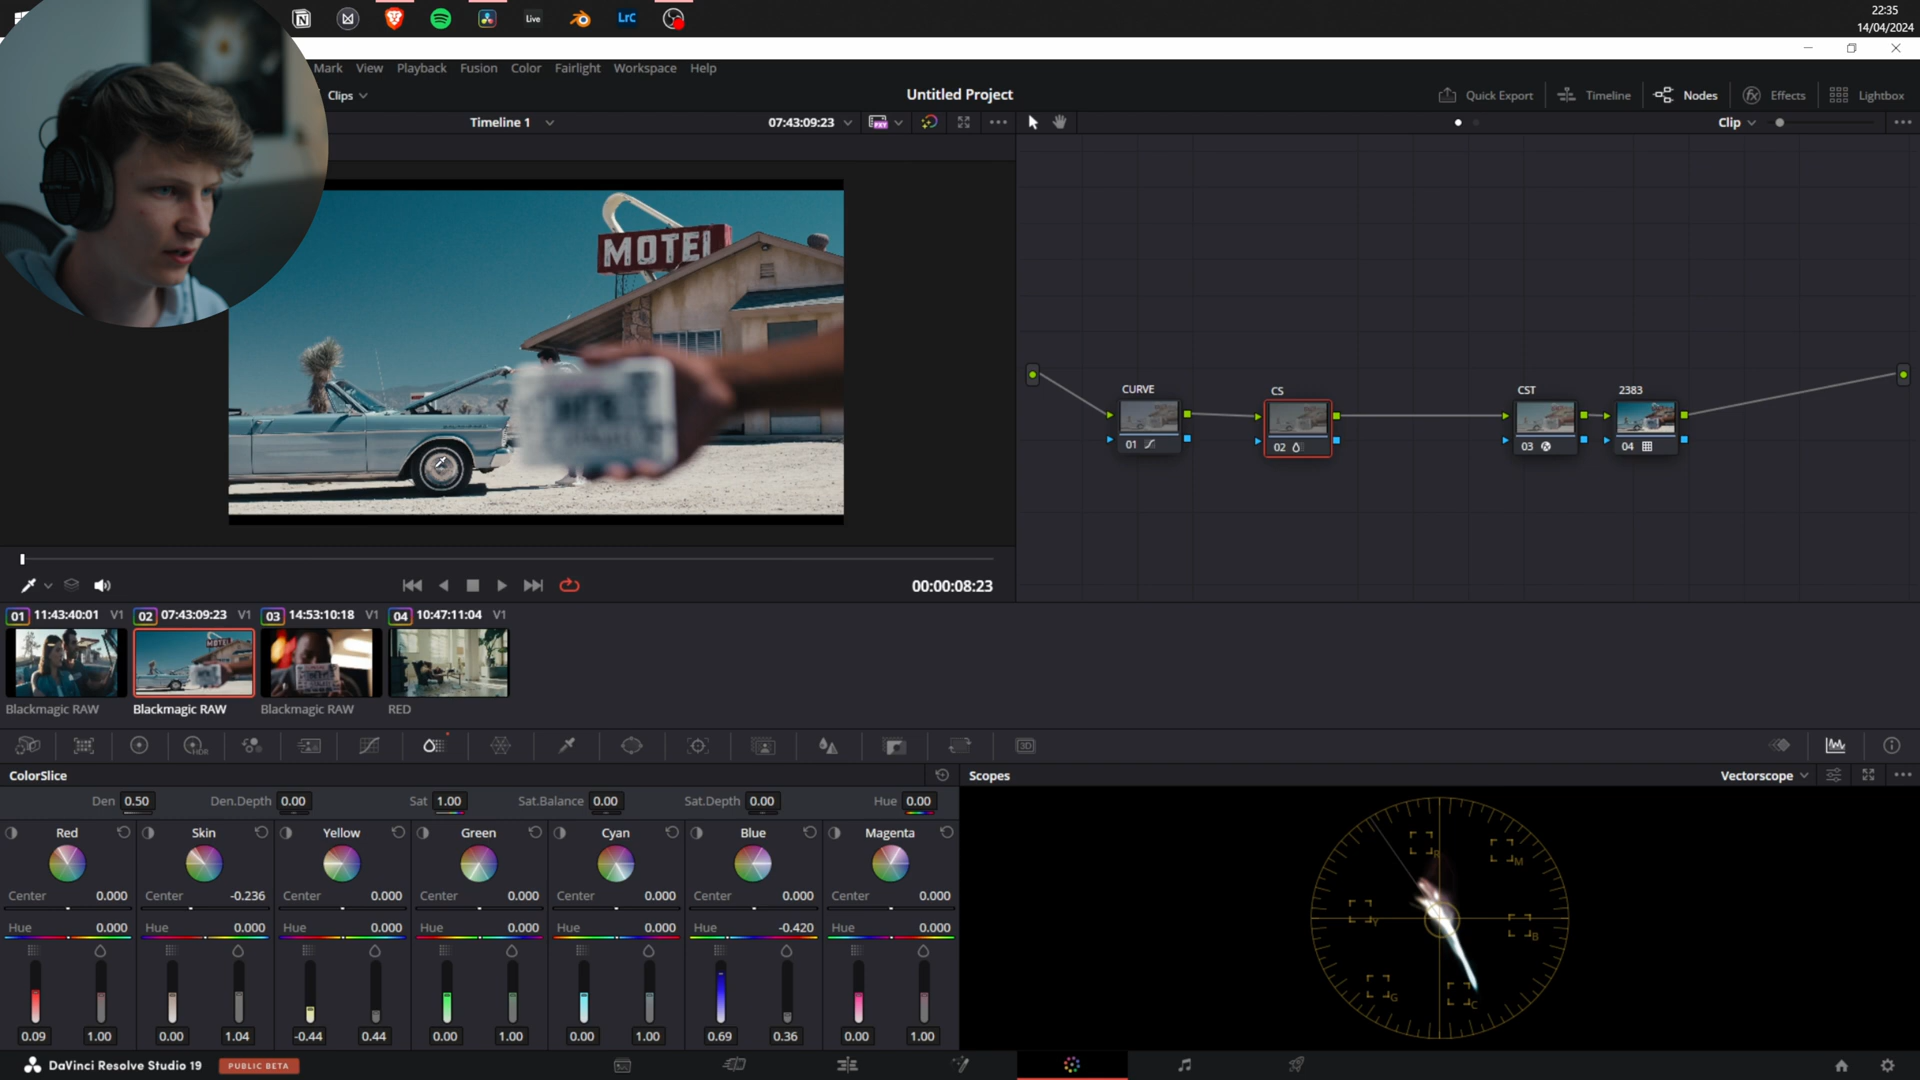 Live
LrC
22:35
14/04/2024
Mark View Playback Fusion Color Fairlight Workspace Help
Clips
Untitled Project
Quick Export
Timeline
Nodes
Effects
Lightbox
Timeline 1
07:43:09:23
Clip
MOTEL
CURVE
CS
CST
2383
01
02
03
04
00:00:08:23
01 11:43:40:01 V1
02 07:43:09:23 V1
03 14:53:10:18 V1
04 10:47:11:04 V1
Blackmagic RAW
Blackmagic RAW
Blackmagic RAW
RED
HDR
3D
ColorSlice
Scopes
Vectorscope
Den 0.50 Den.Depth 0.00 Sat 1.00 Sat.Balance 0.00 Sat.Depth 0.00 Hue 0.00
Red Skin Yellow Green Cyan Blue Magenta
Center 0.000 Center -0.236 Center 0.000 Center 0.000 Center 0.000 Center 0.000 Center 0.000
Hue 0.000 Hue 0.000 Hue 0.000 Hue 0.000 Hue 0.000 Hue -0.420 Hue 0.000
0.09 1.00 0.00 1.04 -0.44 0.44 0.00 1.00 0.00 1.00 0.69 0.36 0.00 1.00
R
M
Y
B
G
C
DaVinci Resolve Studio 19 PUBLIC BETA